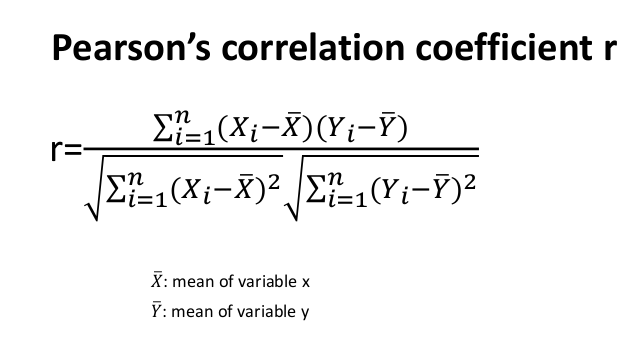 Pearson's correlation coefficient r
r= ∑ⁿᵢ₌₁(Xᵢ−X̄)(Yᵢ−Ȳ) / √∑ⁿᵢ₌₁(Xᵢ−X̄)² √∑ⁿᵢ₌₁(Yᵢ−Ȳ)²
X̄: mean of variable x
Ȳ: mean of variable y